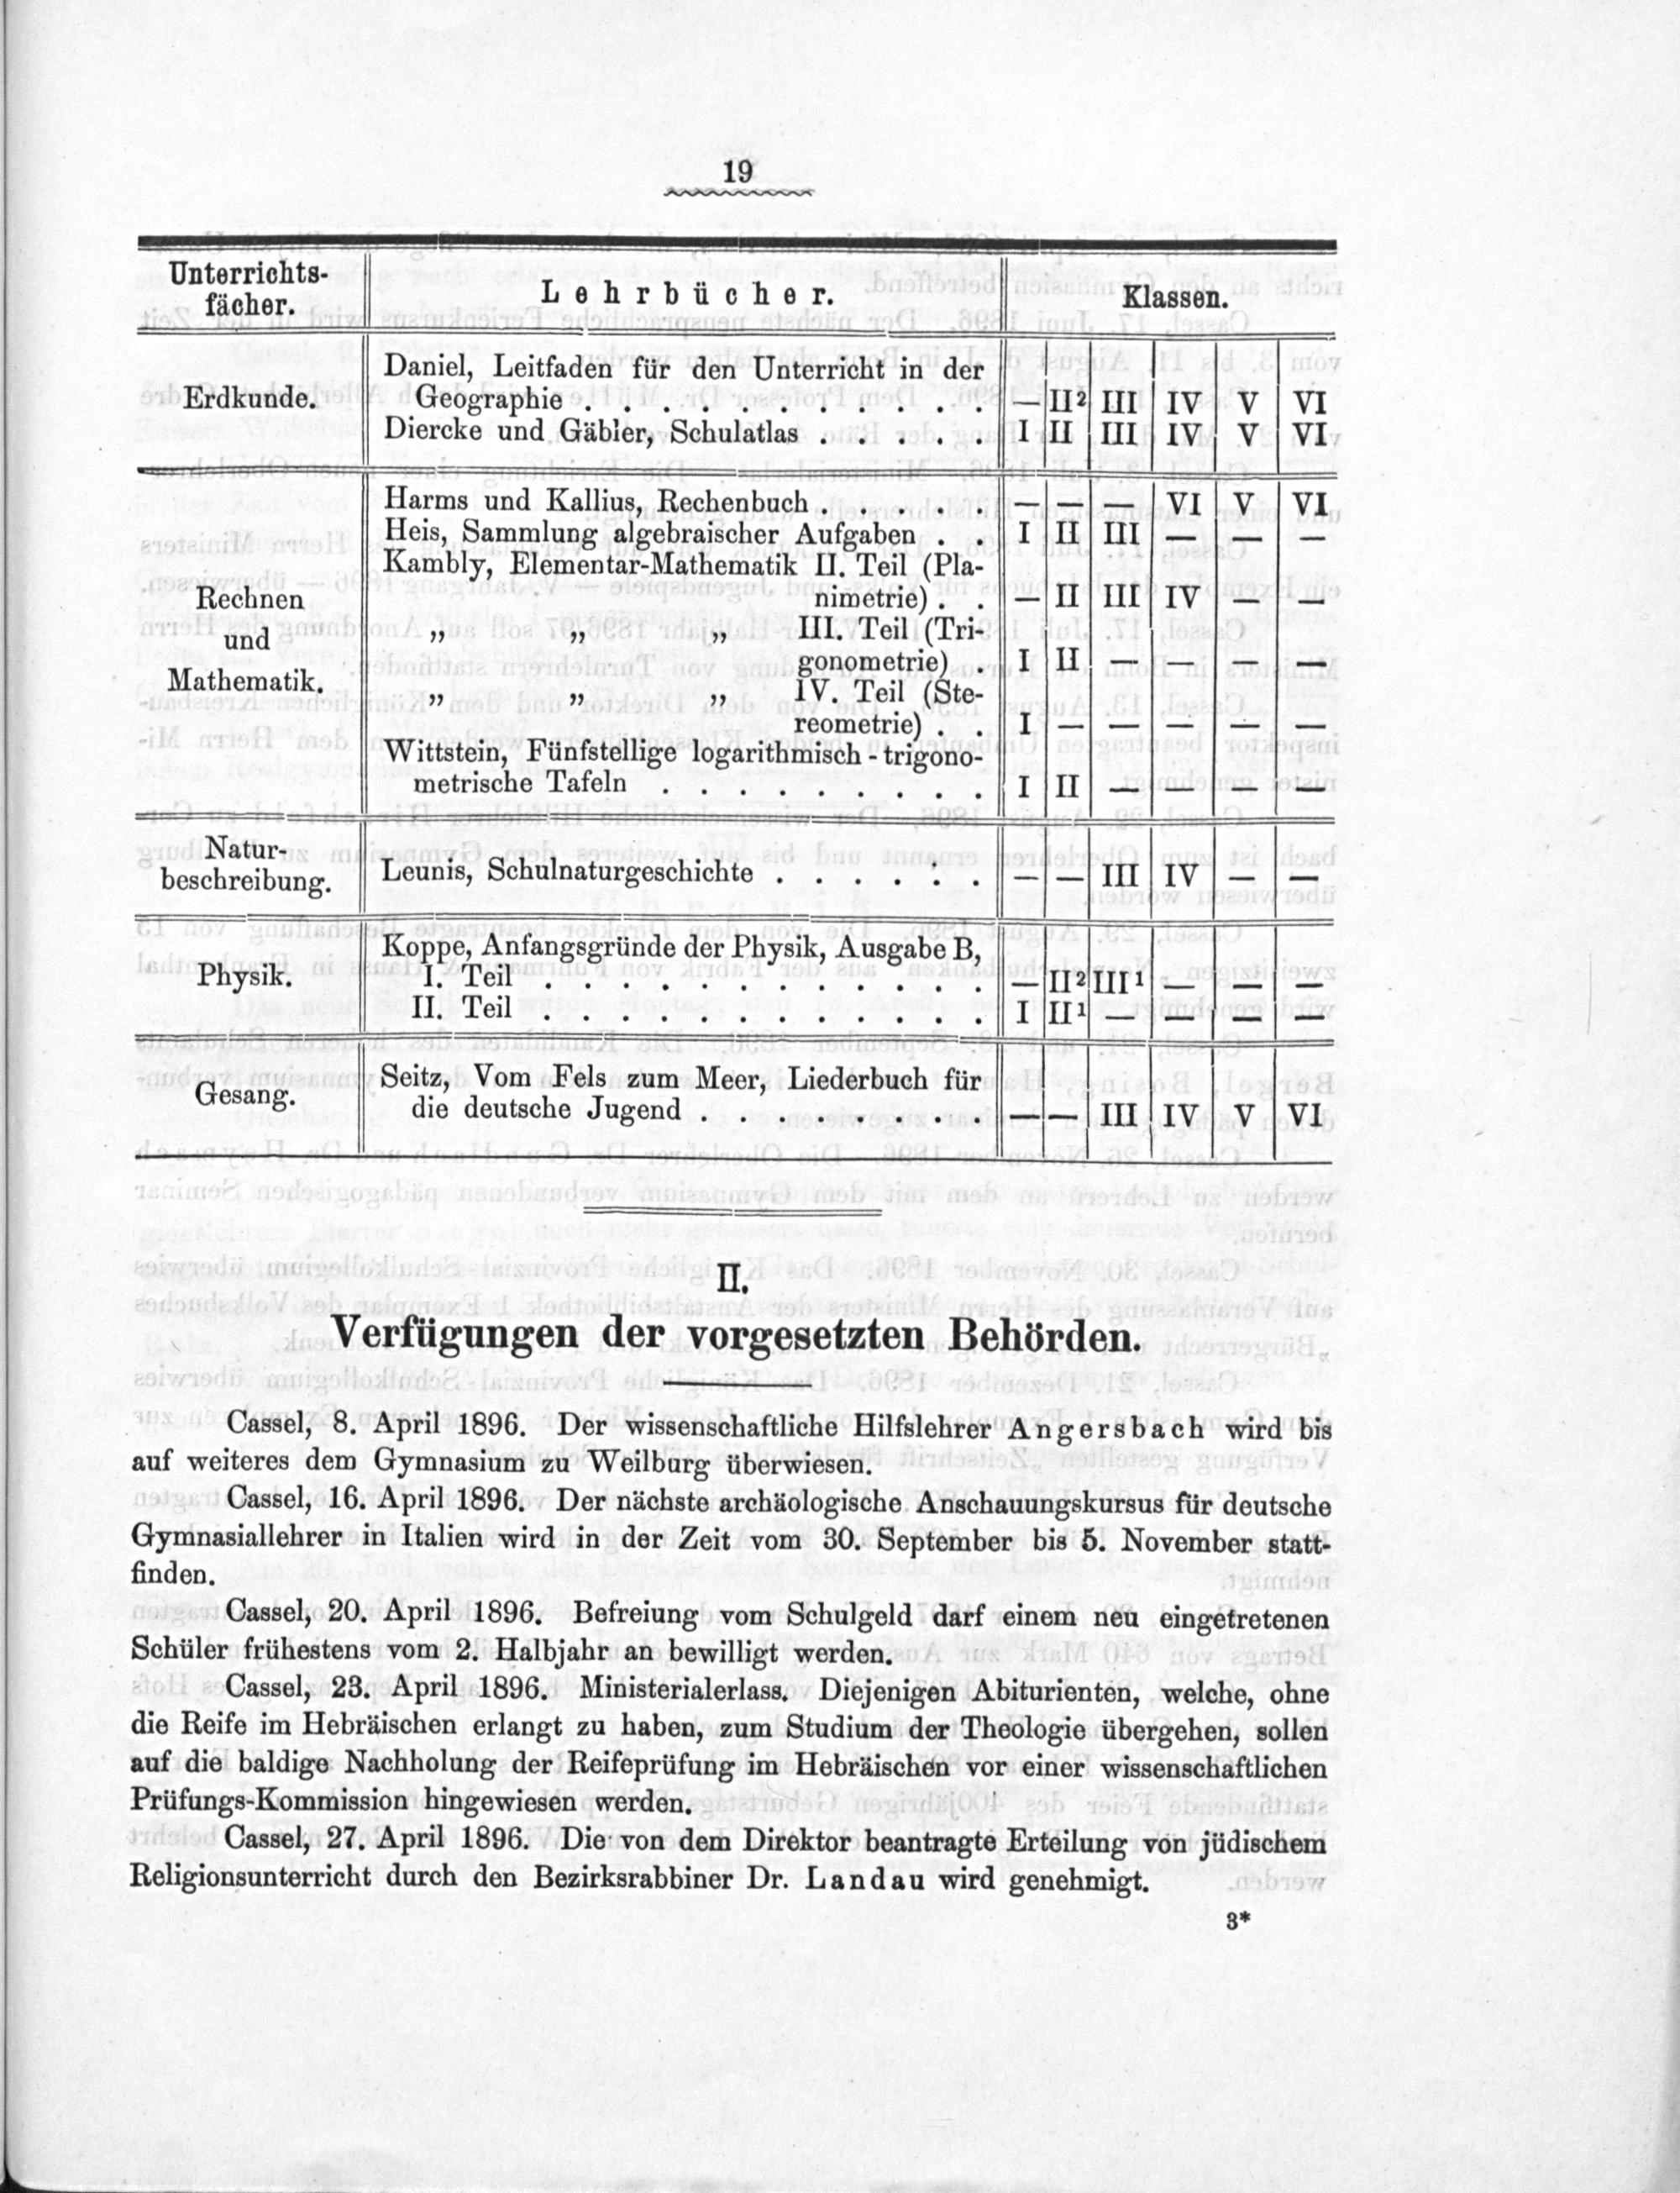 19
Unterrichts-
fächer.
Lehrbücher.
Klassen.
Erdkunde.
Daniel, Leitfaden für den Unterricht in der
Geographie . . . . . . . . . . . — II² III IV V VI
Diercke und Gäbler, Schulatlas . . . . . I II III IV V VI
Rechnen
und
Mathematik.
Harms und Kallius, Rechenbuch . . . . . — — — VI V VI
Heis, Sammlung algebraischer Aufgaben . . I II III — — —
Kambly, Elementar-Mathematik II. Teil (Pla-
nimetrie) . . — II III IV — —
„ „ „ III. Teil (Tri-
gonometrie) . I II — — — —
„ „ „ IV. Teil (Ste-
reometrie) . . I — — — — —
Wittstein, Fünfstellige logarithmisch-trigono-
metrische Tafeln . . . . . . . . . I II — — — —
Natur-
beschreibung.
Leunis, Schulnaturgeschichte . . . . . . — — III IV — —
Physik.
Koppe, Anfangsgründe der Physik, Ausgabe B,
I. Teil . . . . . . . . . . . . — II² III¹ — — —
II. Teil . . . . . . . . . . . . I II¹ — — — —
Gesang.
Seitz, Vom Fels zum Meer, Liederbuch für
die deutsche Jugend . . . . . . . . — — III IV V VI
II.
Verfügungen der vorgesetzten Behörden.
Cassel, 8. April 1896. Der wissenschaftliche Hilfslehrer Angersbach wird bis
auf weiteres dem Gymnasium zu Weilburg überwiesen.
Cassel, 16. April 1896. Der nächste archäologische Anschauungskursus für deutsche
Gymnasiallehrer in Italien wird in der Zeit vom 30. September bis 5. November statt-
finden.
Cassel, 20. April 1896. Befreiung vom Schulgeld darf einem neu eingetretenen
Schüler frühestens vom 2. Halbjahr an bewilligt werden.
Cassel, 23. April 1896. Ministerialerlass. Diejenigen Abiturienten, welche, ohne
die Reife im Hebräischen erlangt zu haben, zum Studium der Theologie übergehen, sollen
auf die baldige Nachholung der Reifeprüfung im Hebräischen vor einer wissenschaftlichen
Prüfungs-Kommission hingewiesen werden.
Cassel, 27. April 1896. Die von dem Direktor beantragte Erteilung von jüdischem
Religionsunterricht durch den Bezirksrabbiner Dr. Landau wird genehmigt.
3*